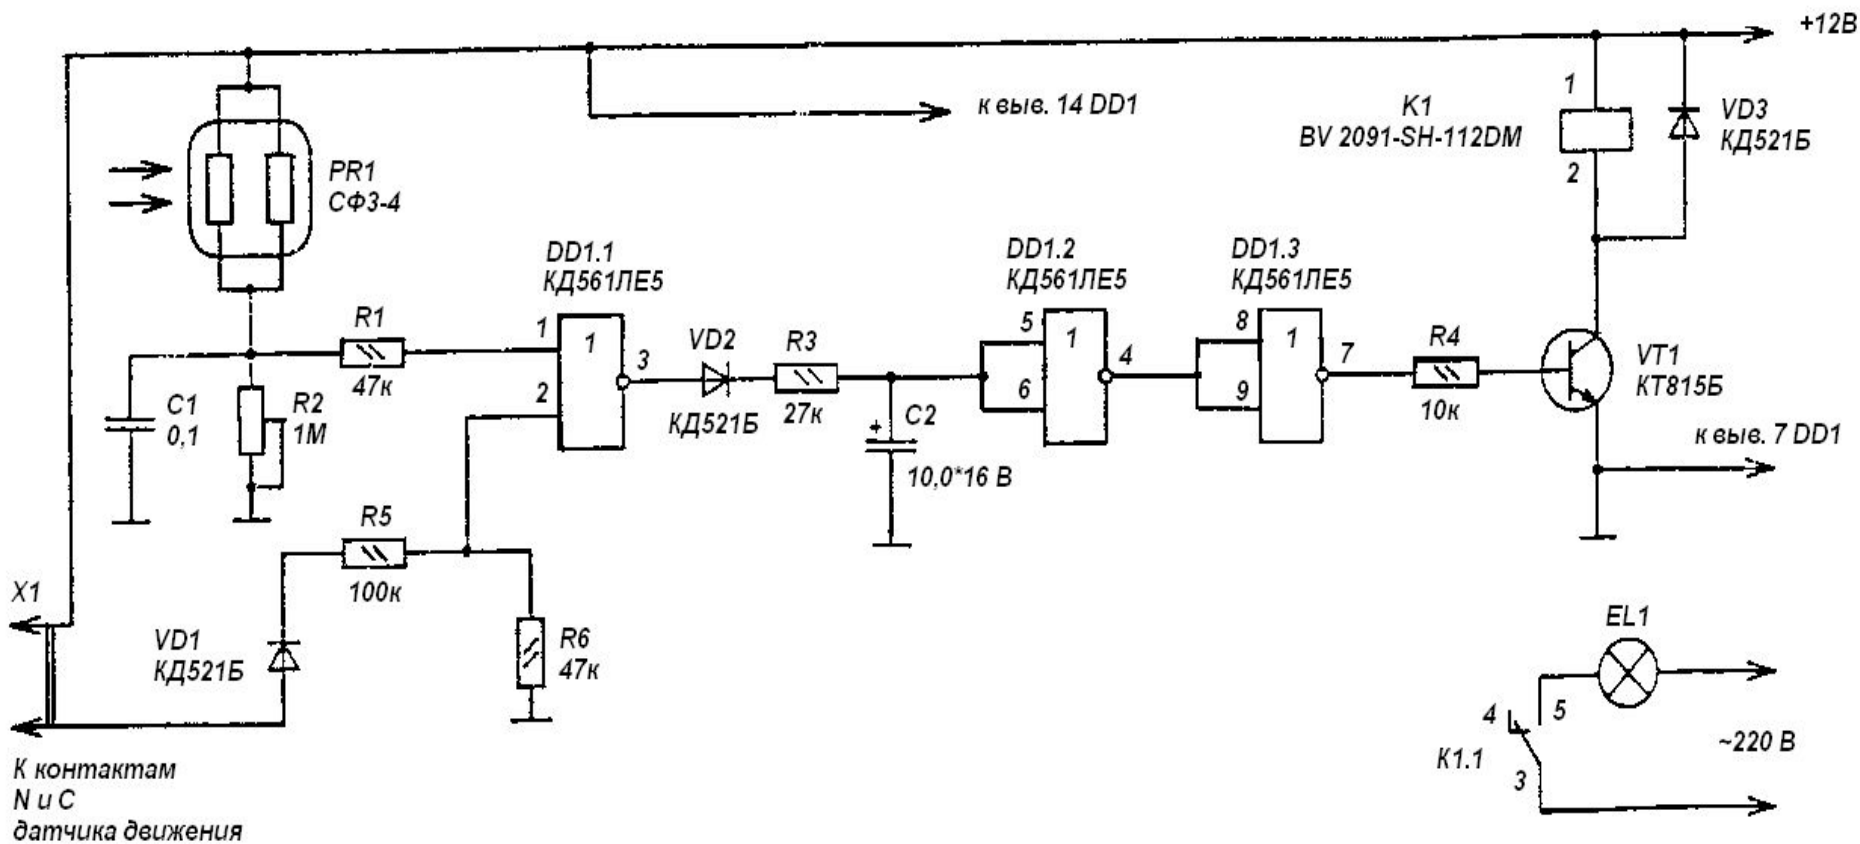 +12В
к выв. 14 DD1
K1
BV 2091-SH-112DM
1
2
VD3
КД521Б
PR1
СФ3-4
DD1.1
КД561ЛЕ5
DD1.2
КД561ЛЕ5
DD1.3
КД561ЛЕ5
R1
47к
1
2
1
3
VD2
КД521Б
R3
27к
5
6
1
4
8
9
1
7
R4
10к
VT1
КТ815Б
C1
0,1
R2
1М
+
C2
10,0*16 В
к выв. 7 DD1
R5
100к
X1
VD1
КД521Б
R6
47к
EL1
4
5
K1.1
3
~220 В
К контактам
N и C
датчика движения